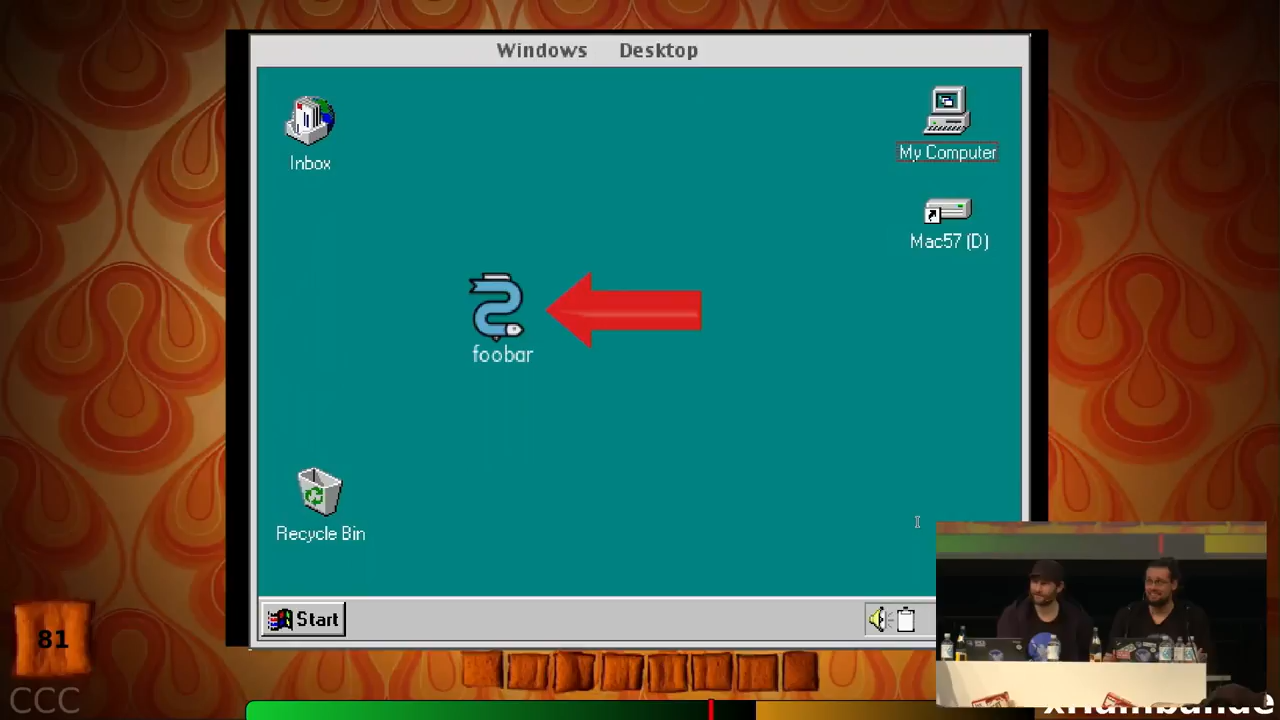 Windows Desktop
Inbox
My Computer
Mac57 (D)
foobar
Recycle Bin
Start
81
CCC